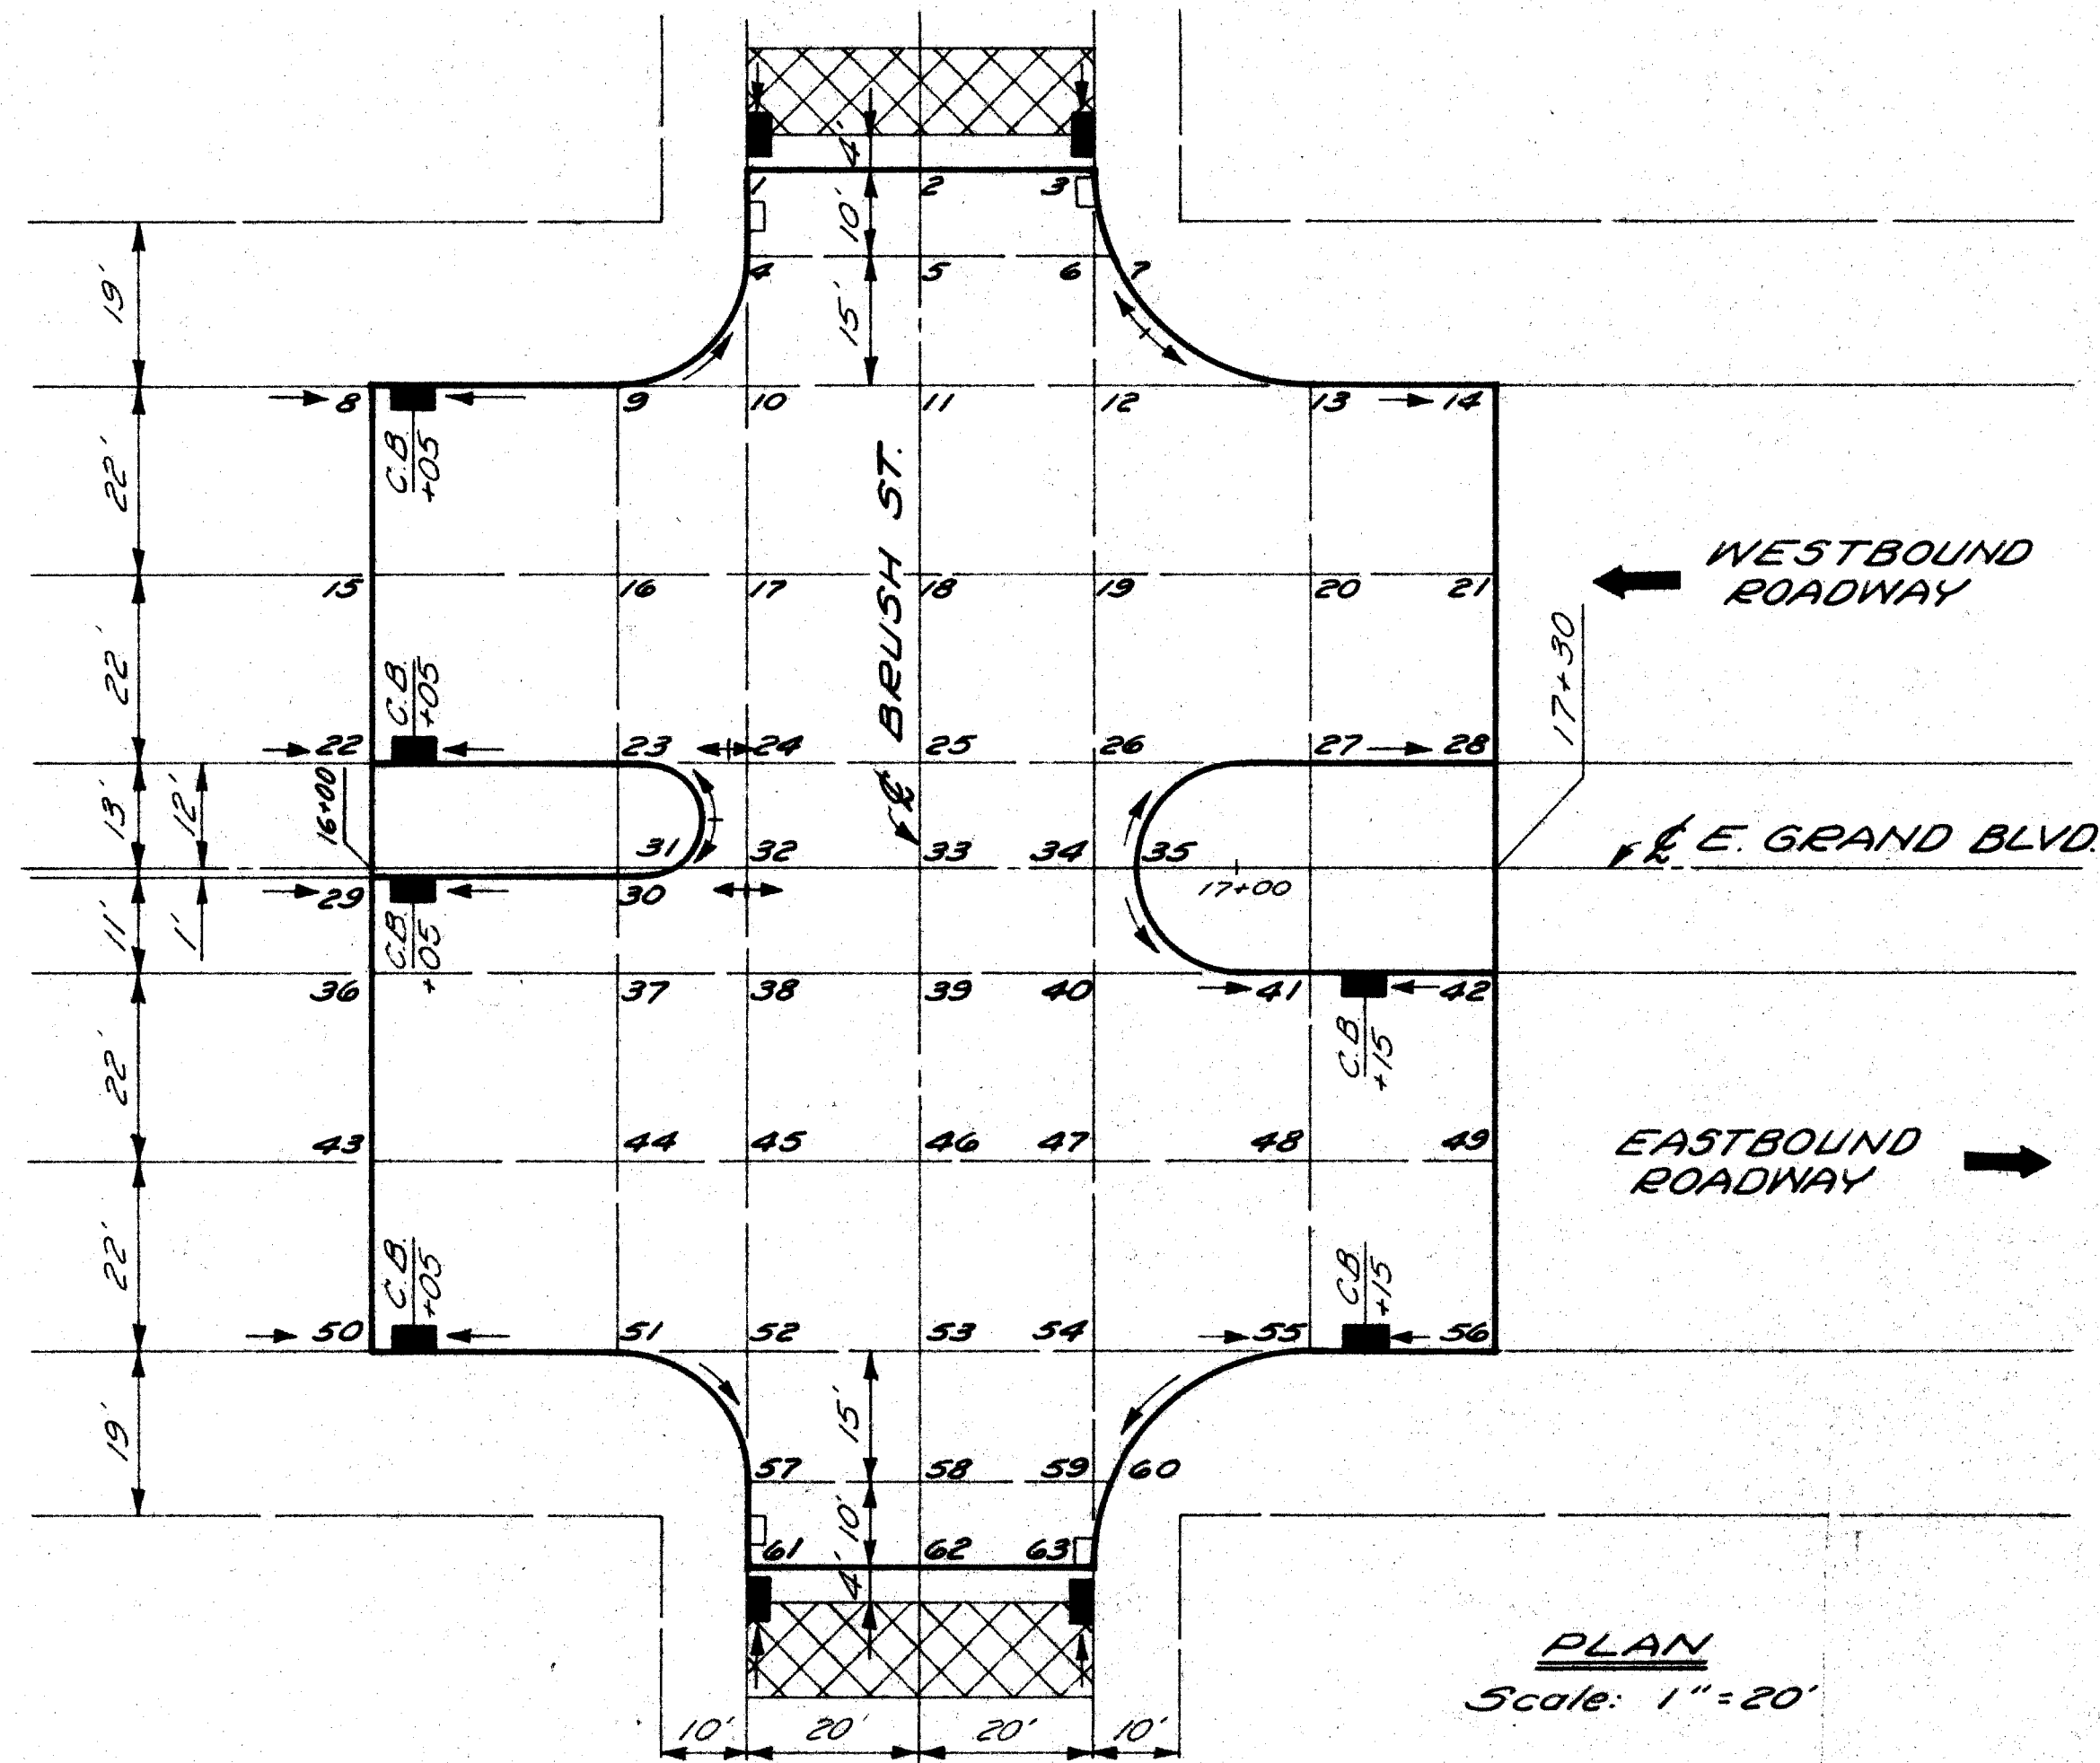 4'
1 2 3
10'
4 5 6 7
19'
15'
8 9 10 11 12 13 14
C.B. +05
22'
℄ BRUSH ST.
WESTBOUND
ROADWAY
15 16 17 18 19 20 21
17+30
22'
C.B. +05
22 23 24 25 26 27 28
16+00
13' 12'
31 32 33 34 35
℄ E. GRAND BLVD.
17+00
29 30
11' 1'
C.B. +05
36 37 38 39 40 41 42
C.B. +15
22'
EASTBOUND
ROADWAY
43 44 45 46 47 48 49
22'
C.B. +05
C.B. +15
50 51 52 53 54 55 56
19'
15'
57 58 59 60
10'
61 62 63
4'
PLAN
Scale: 1"=20'
10' 20' 20' 10'